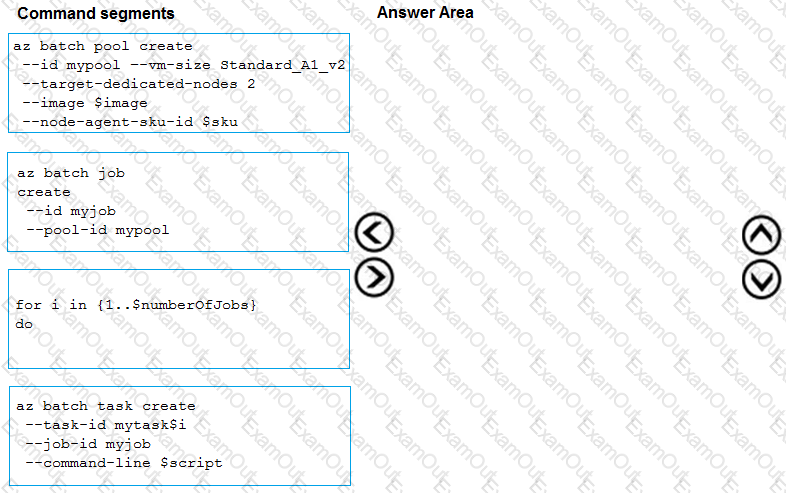 Command segments
Answer Area
az batch pool create
--id mypool --vm-size Standard_A1_v2
--target-dedicated-nodes 2
--image $image
--node-agent-sku-id $sku
az batch job
create
--id myjob
--pool-id mypool
for i in {1..$numberOfJobs}
do
az batch task create
--task-id mytask$i
--job-id myjob
--command-line $script